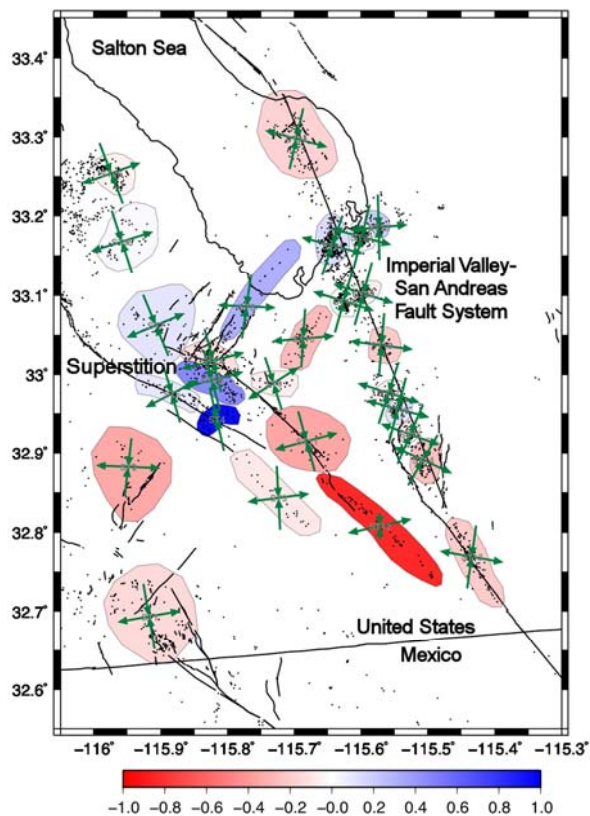 33.4°
33.3°
33.2°
33.1°
33°
32.9°
32.8°
32.7°
32.6°
Salton Sea
Imperial Valley-
San Andreas
Fault System
Superstition
United States
Mexico
−116° −115.9° −115.8° −115.7° −115.6° −115.5° −115.4° −115.3°
−1.0 −0.8 −0.6 −0.4 −0.2 −0.0 0.2 0.4 0.6 0.8 1.0